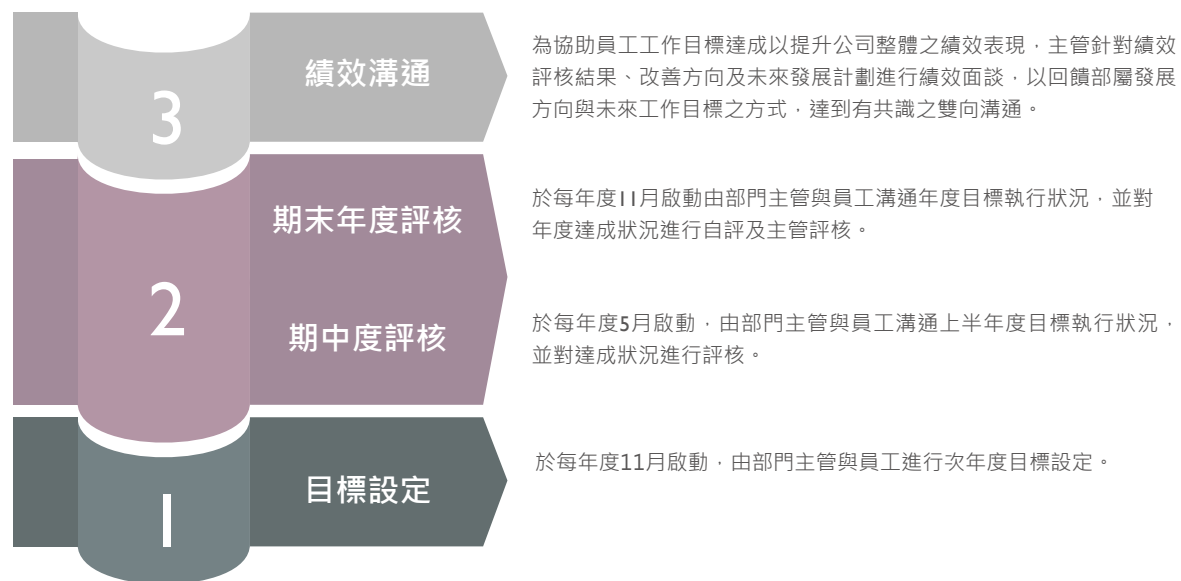 3
績效溝通
為協助員工工作目標達成以提升公司整體之績效表現，主管針對績效
評核結果、改善方向及未來發展計劃進行績效面談，以回饋部屬發展
方向與未來工作目標之方式，達到有共識之雙向溝通。
2
期末年度評核
於每年度11月啟動由部門主管與員工溝通年度目標執行狀況，並對
年度達成狀況進行自評及主管評核。
期中度評核
於每年度5月啟動，由部門主管與員工溝通上半年度目標執行狀況，
並對達成狀況進行評核。
1
目標設定
於每年度11月啟動，由部門主管與員工進行次年度目標設定。